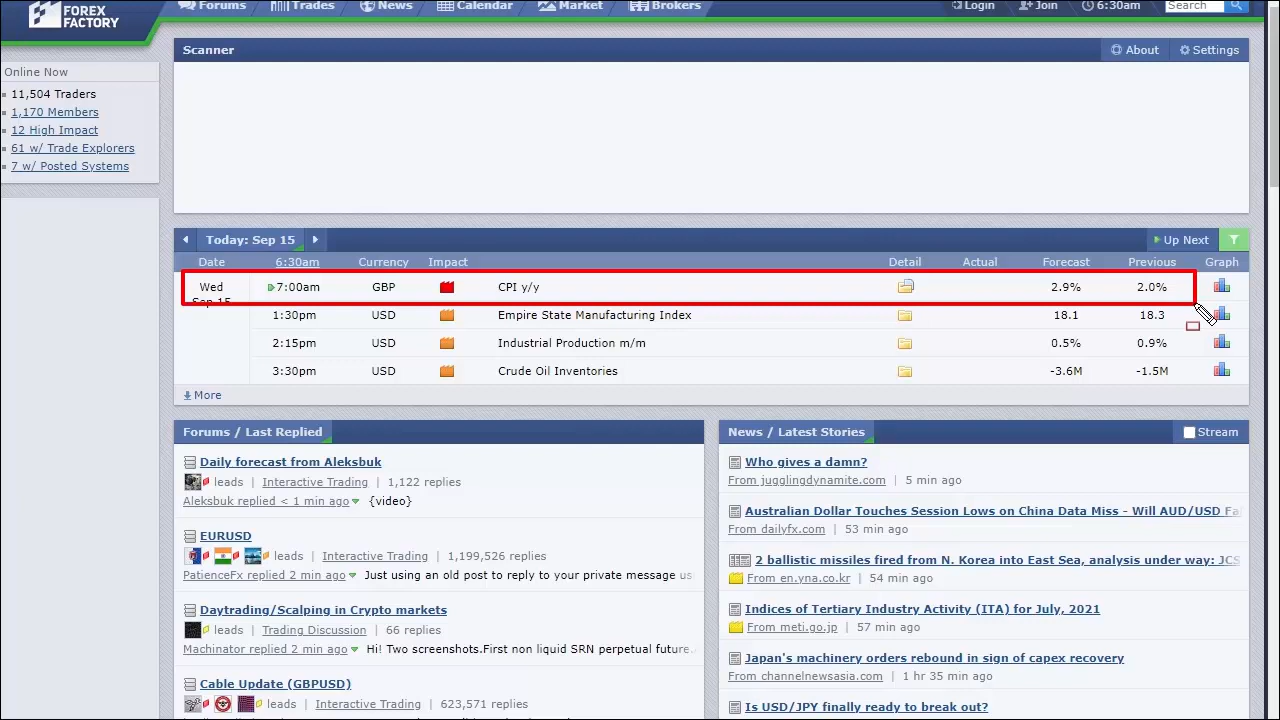 FOREX
FACTORY
Forums
Trades
News
Calendar
Market
Brokers
Login
Join
6:30am
Search
Online Now
11,504 Traders
1,170 Members
12 High Impact
61 w/ Trade Explorers
7 w/ Posted Systems
Scanner
About
Settings
Today: Sep 15
Up Next
Date 6:30am Currency Impact Detail Actual Forecast Previous Graph
Wed 7:00am GBP CPI y/y 2.9% 2.0%
Sep 15
1:30pm USD Empire State Manufacturing Index 18.1 18.3
2:15pm USD Industrial Production m/m 0.5% 0.9%
3:30pm USD Crude Oil Inventories -3.6M -1.5M
More
Forums / Last Replied
Daily forecast from Aleksbuk
leads | Interactive Trading | 1,122 replies
Aleksbuk replied < 1 min ago {video}
EURUSD
leads | Interactive Trading | 1,199,526 replies
PatienceFx replied 2 min ago Just using an old post to reply to your private message us
Daytrading/Scalping in Crypto markets
leads | Trading Discussion | 66 replies
Machinator replied 2 min ago Hi! Two screenshots.First non liquid SRN perpetual future.
Cable Update (GBPUSD)
leads | Interactive Trading | 623,571 replies
News / Latest Stories
Stream
Who gives a damn?
From jugglingdynamite.com | 5 min ago
Australian Dollar Touches Session Lows on China Data Miss - Will AUD/USD Fa
From dailyfx.com | 53 min ago
2 ballistic missiles fired from N. Korea into East Sea, analysis under way: JCS
From en.yna.co.kr | 54 min ago
Indices of Tertiary Industry Activity (ITA) for July, 2021
From meti.go.jp | 57 min ago
Japan's machinery orders rebound in sign of capex recovery
From channelnewsasia.com | 1 hr 35 min ago
Is USD/JPY finally ready to break out?